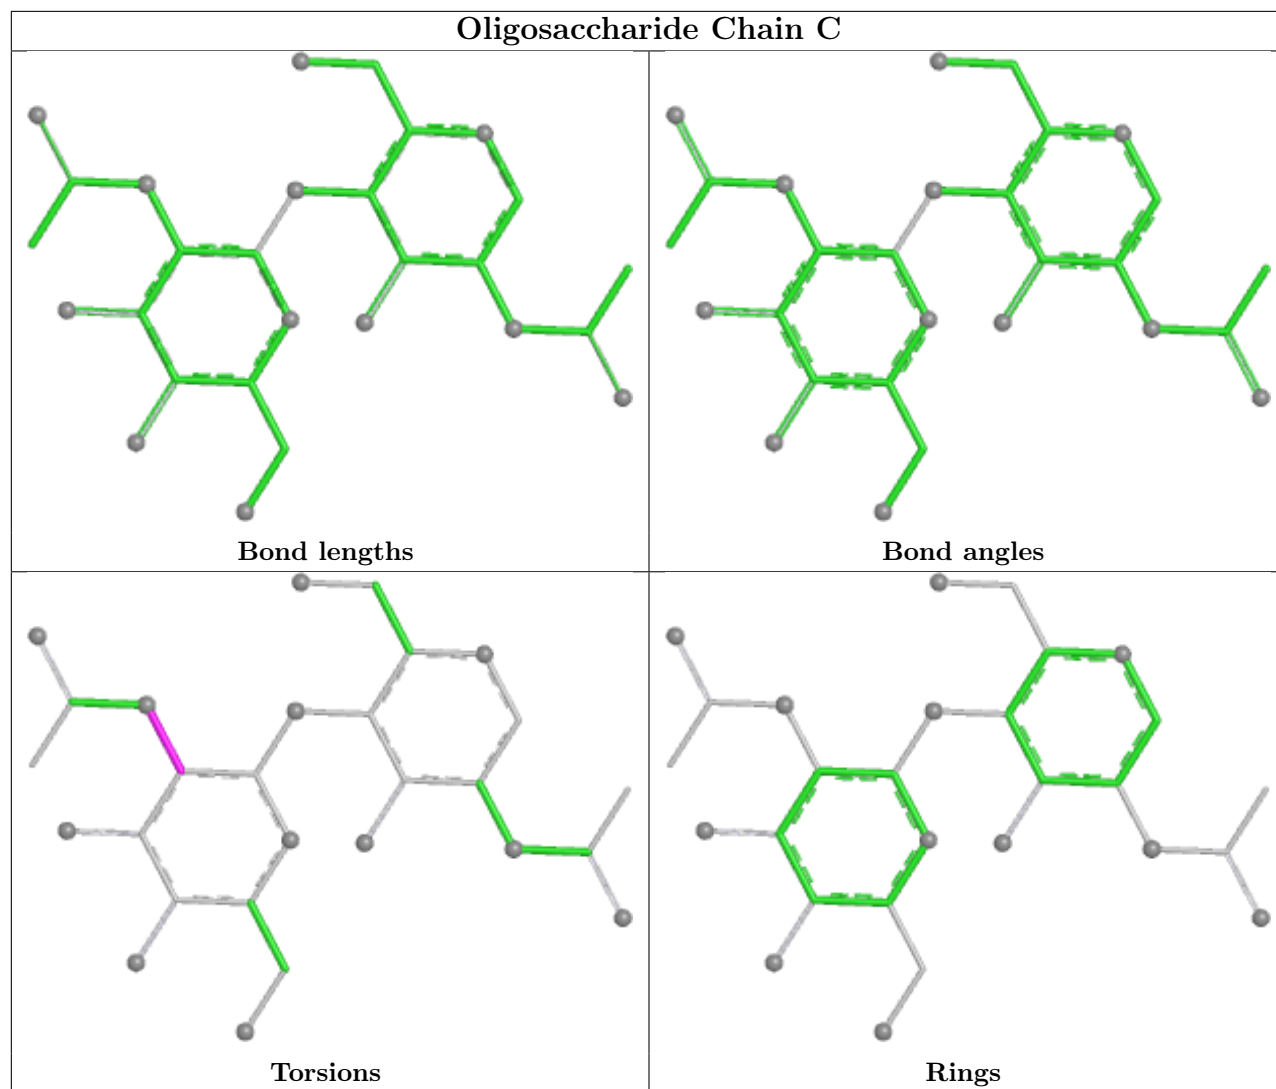 Oligosaccharide Chain C
Bond lengths
Bond angles
Torsions
Rings